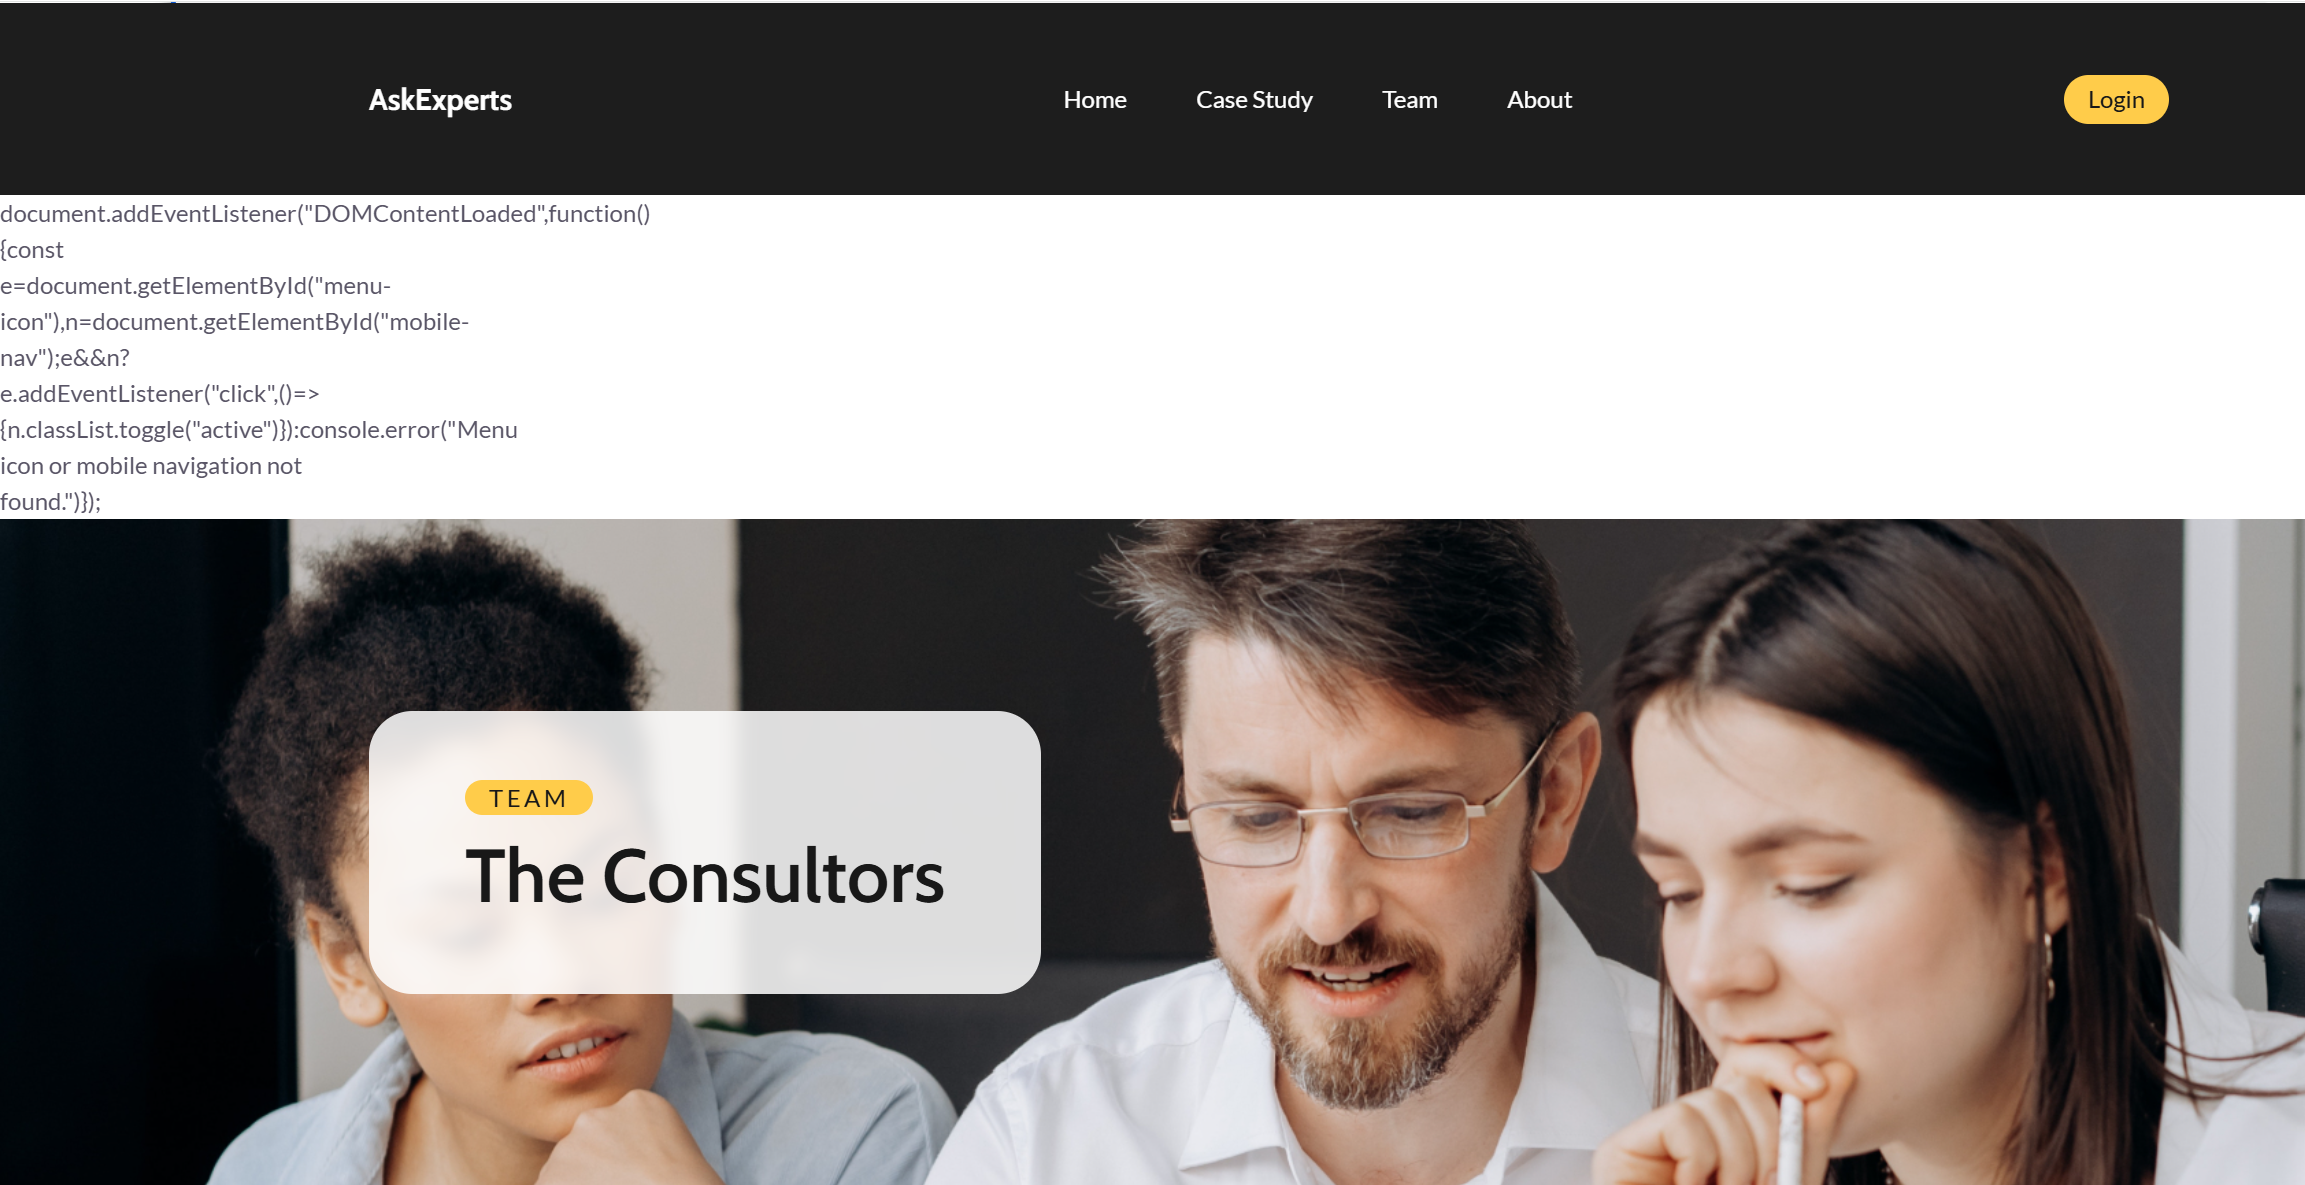 AskExperts
Home
Case Study
Team
About
Login
document.addEventListener("DOMContentLoaded",function()
{const
e=document.getElementById("menu-
icon"),n=document.getElementById("mobile-
nav");e&&n?
e.addEventListener("click",()=>
{n.classList.toggle("active")}):console.error("Menu
icon or mobile navigation not
found.")});
TEAM
The Consultors